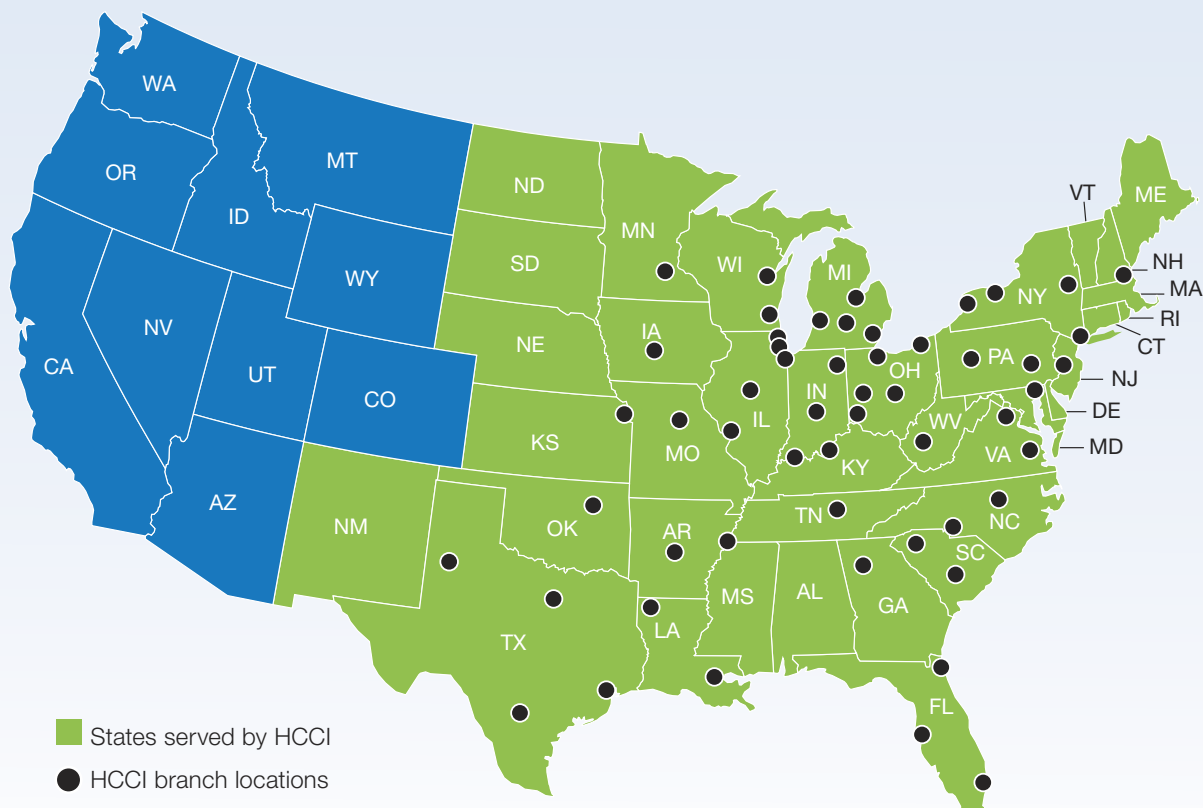 WA
MT
ND
VT
ME
OR
MN
ID
NH
SD
WI
MI
WY
MA
NY
RI
NV
IA
NE
CT
PA
CA
OH
UT
NJ
CO
IN
IL
DE
WV
KS
MD
MO
VA
KY
AZ
TN
NC
NM
OK
AR
SC
MS
AL
GA
LA
TX
FL
States served by HCCI
HCCI branch locations